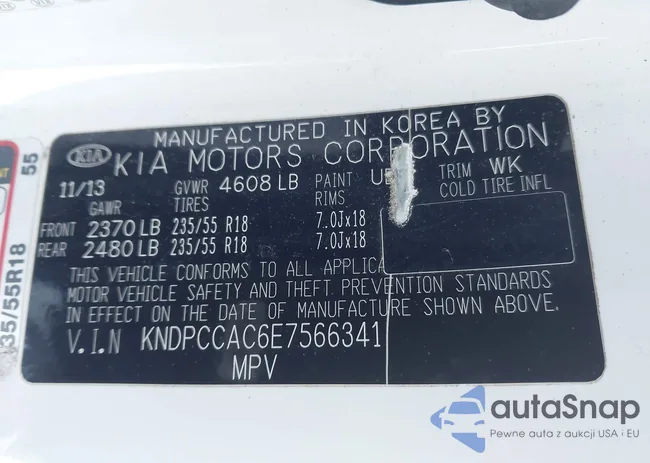 MANUFACTURED IN KOREA BY
KIA KIA MOTORS CORPORATION
11/13 GVWR 4608 LB PAINT TRIM WK
GAWR TIRES RIMS COLD TIRE INFL
FRONT 2370 LB 235/55 R18 7.0Jx18
REAR 2480 LB 235/55 R18 7.0Jx18
THIS VEHICLE CONFORMS TO ALL
MOTOR VEHICLE SAFETY AND THEFT PREVENTION STANDARDS
IN EFFECT ON THE DATE OF MANUFACTURE SHOWN ABOVE.
V.I.N KNDPCCAC6E7566341
MPV
55
35/55R18
autoSnap
Pewne auta z aukcji USA i EU